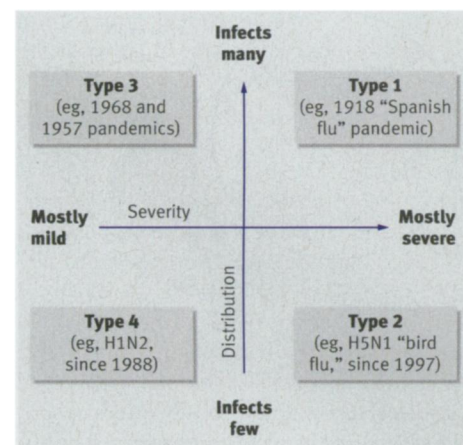 Infects
many
Type 3
(eg, 1968 and
1957 pandemics)
Type 1
(eg, 1918 “Spanish
flu” pandemic)
Mostly
mild
Severity
Mostly
severe
Distribution
Type 4
(eg, H1N2,
since 1988)
Type 2
(eg, H5N1 “bird
flu,” since 1997)
Infects
few